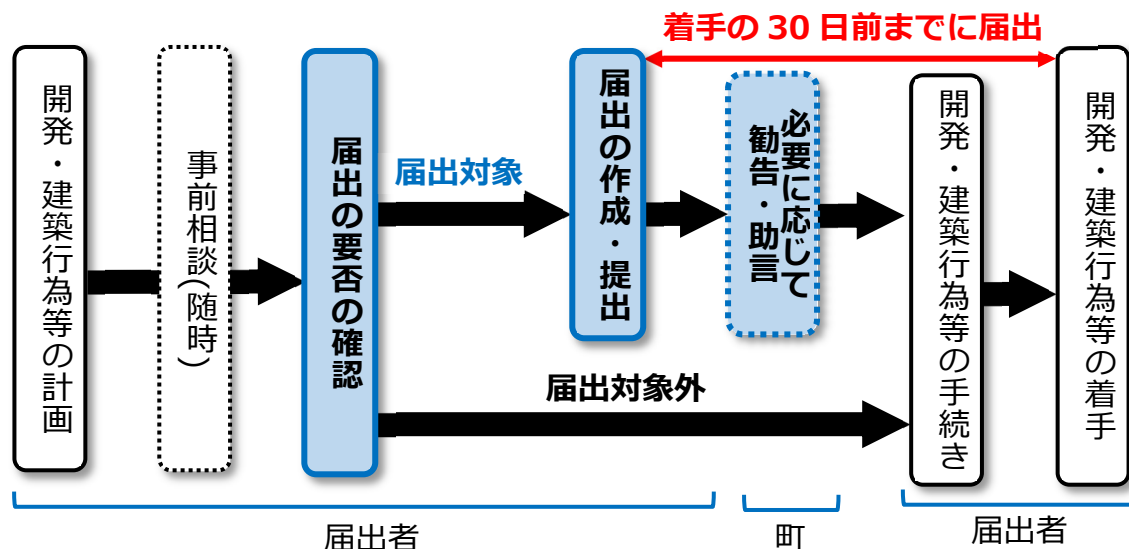 着手の 30 日前までに届出
開発・建築行為等の計画
事前相談(随時)
届出の要否の確認
届出対象
届出の作成・提出
必要に応じて
勧告・助言
開発・建築行為等の手続き
開発・建築行為等の着手
届出対象外
届出者
町
届出者